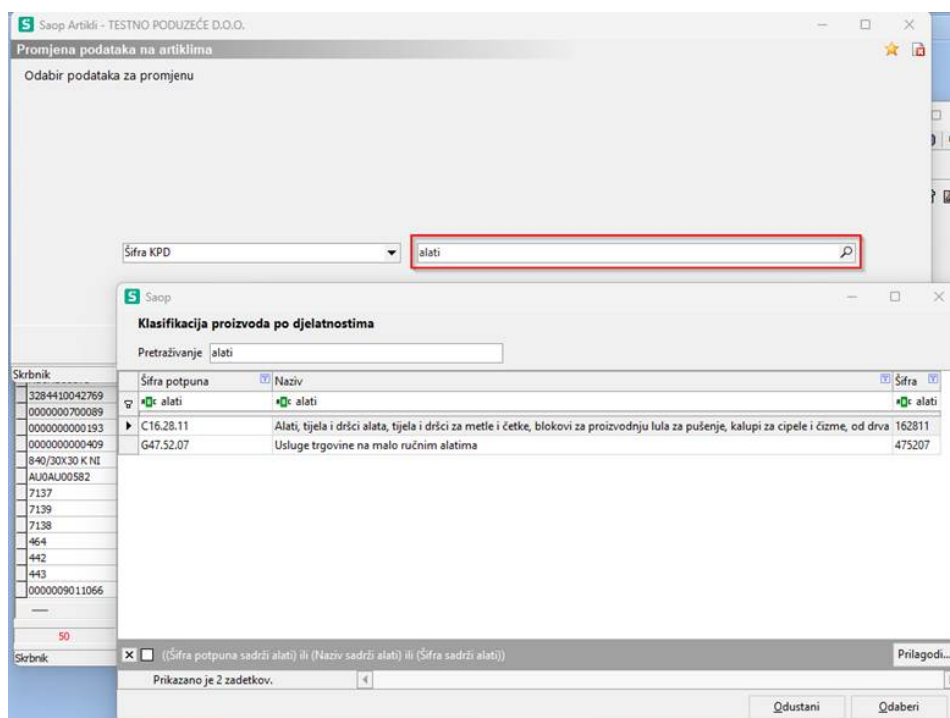 Saop Artikli - TESTNO PODUZEĆE D.O.O.
Promjena podataka na artiklima
Odabir podataka za promjenu
Šifra KPD
alati
Saop
Klasifikacija proizvoda po djelatnostima
Pretraživanje alati
Šifra potpuna Naziv Šifra
alati alati alati
C16.28.11 Alati, tijela i dršci alata, tijela i dršci za metle i četke, blokovi za proizvodnju lula za pušenje, kalupi za cipele i čizme, od drva 162811
G47.52.07 Usluge trgovine na malo ručnim alatima 475207
Skrbnik
3284410042769
0000000700089
0000000000193
0000000000409
840/30X30 K NI
AU0AU00582
7137
7139
7138
464
442
443
0000009011066
50
Skrbnik
((Šifra potpuna sadrži alati) ili (Naziv sadrži alati) ili (Šifra sadrži alati))
Prilagodi...
Prikazano je 2 zadetkov.
Odustani
Odaberi